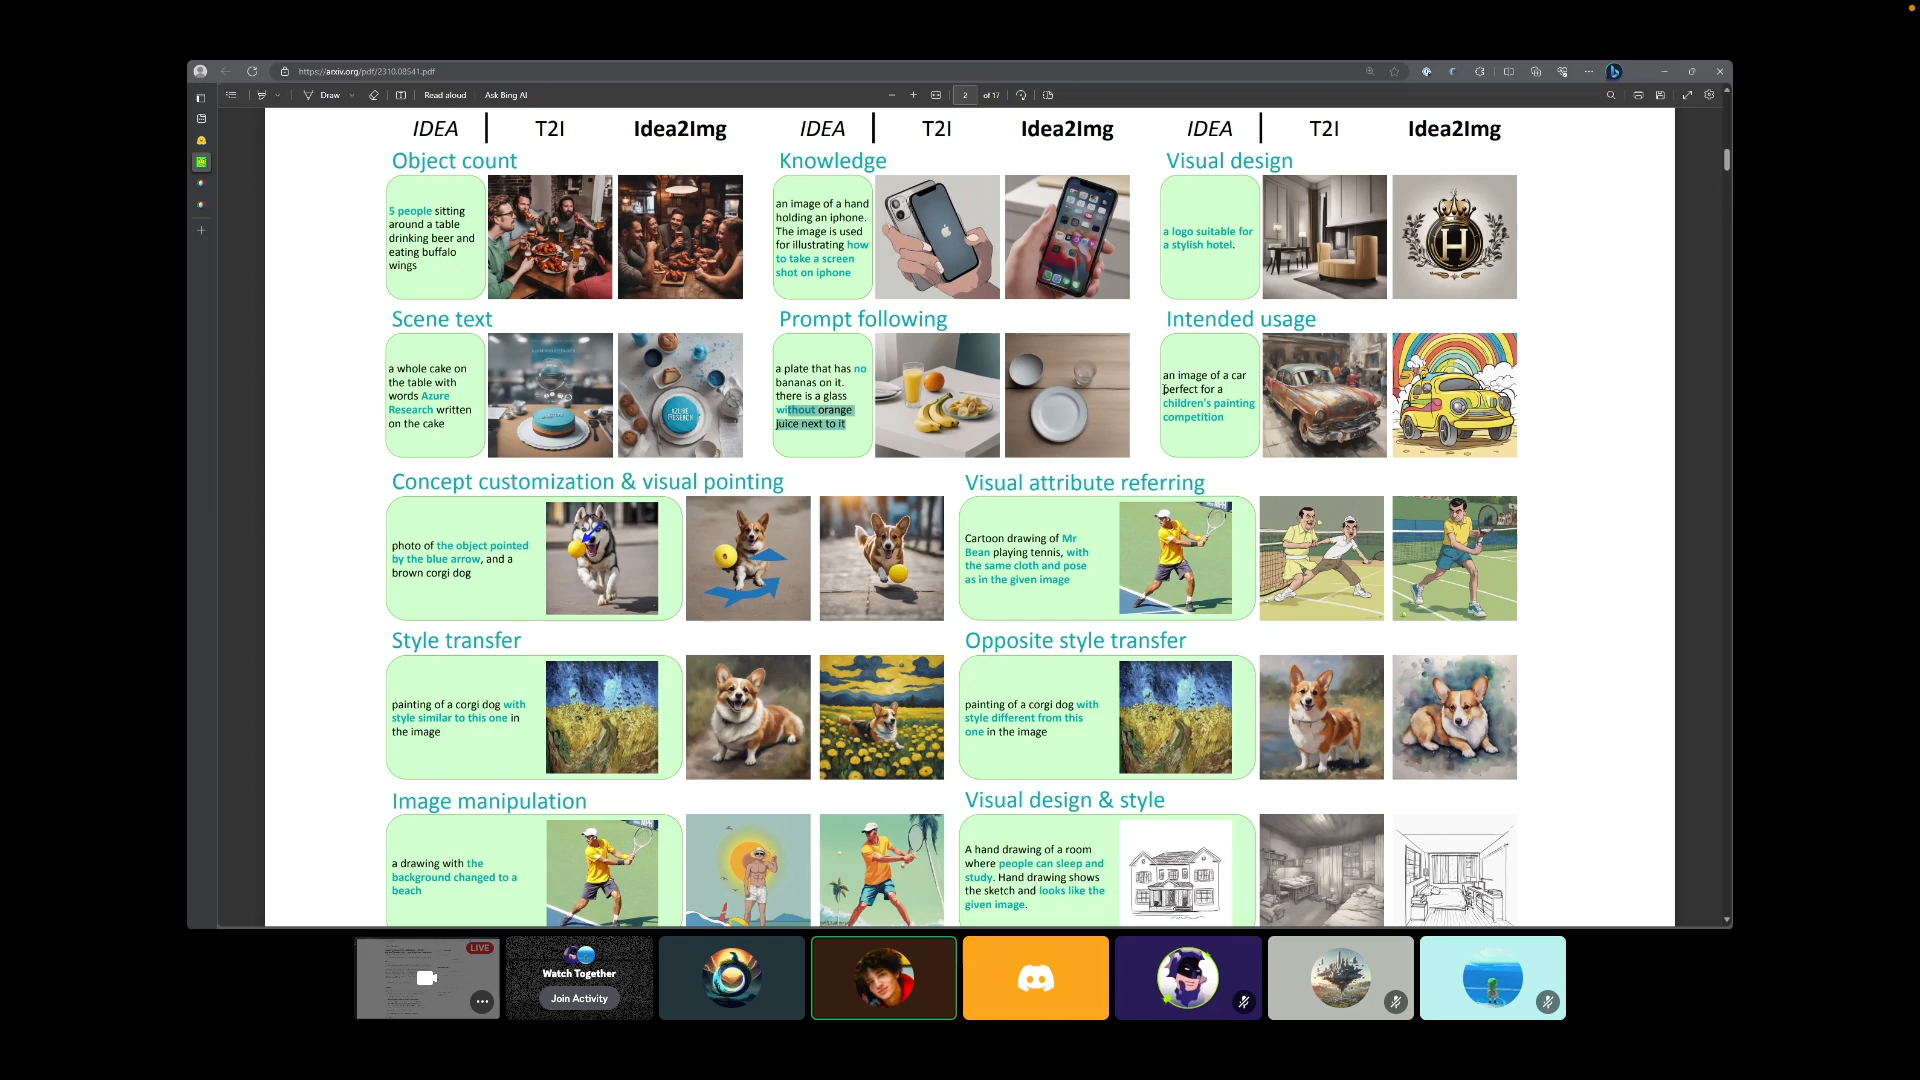 https://arxiv.org/pdf/2310.08541.pdf
Draw
Read aloud
Ask Bing AI
2
of 17
IDEA
T2I
Idea2Img
IDEA
T2I
Idea2Img
IDEA
T2I
Idea2Img
Object count
5 people sitting
around a table
drinking beer and
eating buffalo
wings
Knowledge
an image of a hand
holding an iphone.
The image is used
for illustrating how
to take a screen
shot on iphone
Visual design
a logo suitable for
a stylish hotel.
H
Scene text
a whole cake on
the table with
words Azure
Research written
on the cake
AZURE
RESEARCH
Prompt following
a plate that has no
bananas on it.
there is a glass
without orange
juice next to it
Intended usage
an image of a car
perfect for a
children's painting
competition
Concept customization & visual pointing
photo of the object pointed
by the blue arrow, and a
brown corgi dog
Visual attribute referring
Cartoon drawing of Mr
Bean playing tennis, with
the same cloth and pose
as in the given image
Style transfer
painting of a corgi dog with
style similar to this one in
the image
Opposite style transfer
painting of a corgi dog with
style different from this
one in the image
Image manipulation
a drawing with the
background changed to a
beach
Visual design & style
A hand drawing of a room
where people can sleep and
study. Hand drawing shows
the sketch and looks like the
given image.
LIVE
Watch Together
Join Activity